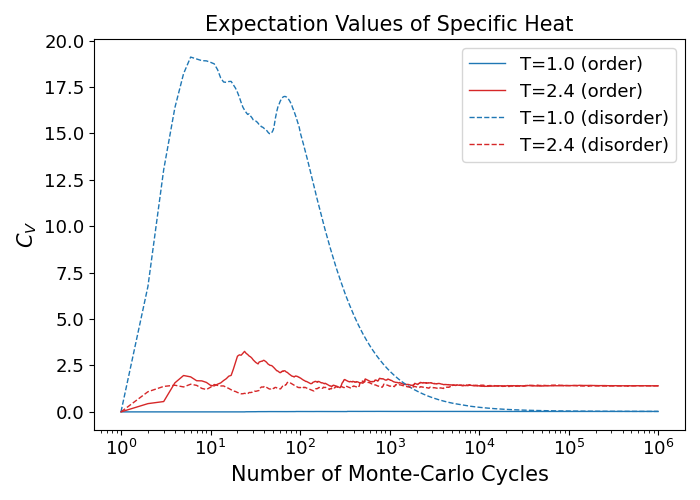 Expectation Values of Specific Heat
20.0
17.5
15.0
12.5
10.0
7.5
5.0
2.5
0.0
C_V
T=1.0 (order)
T=2.4 (order)
T=1.0 (disorder)
T=2.4 (disorder)
10⁰ 10¹ 10² 10³ 10⁴ 10⁵ 10⁶
Number of Monte-Carlo Cycles